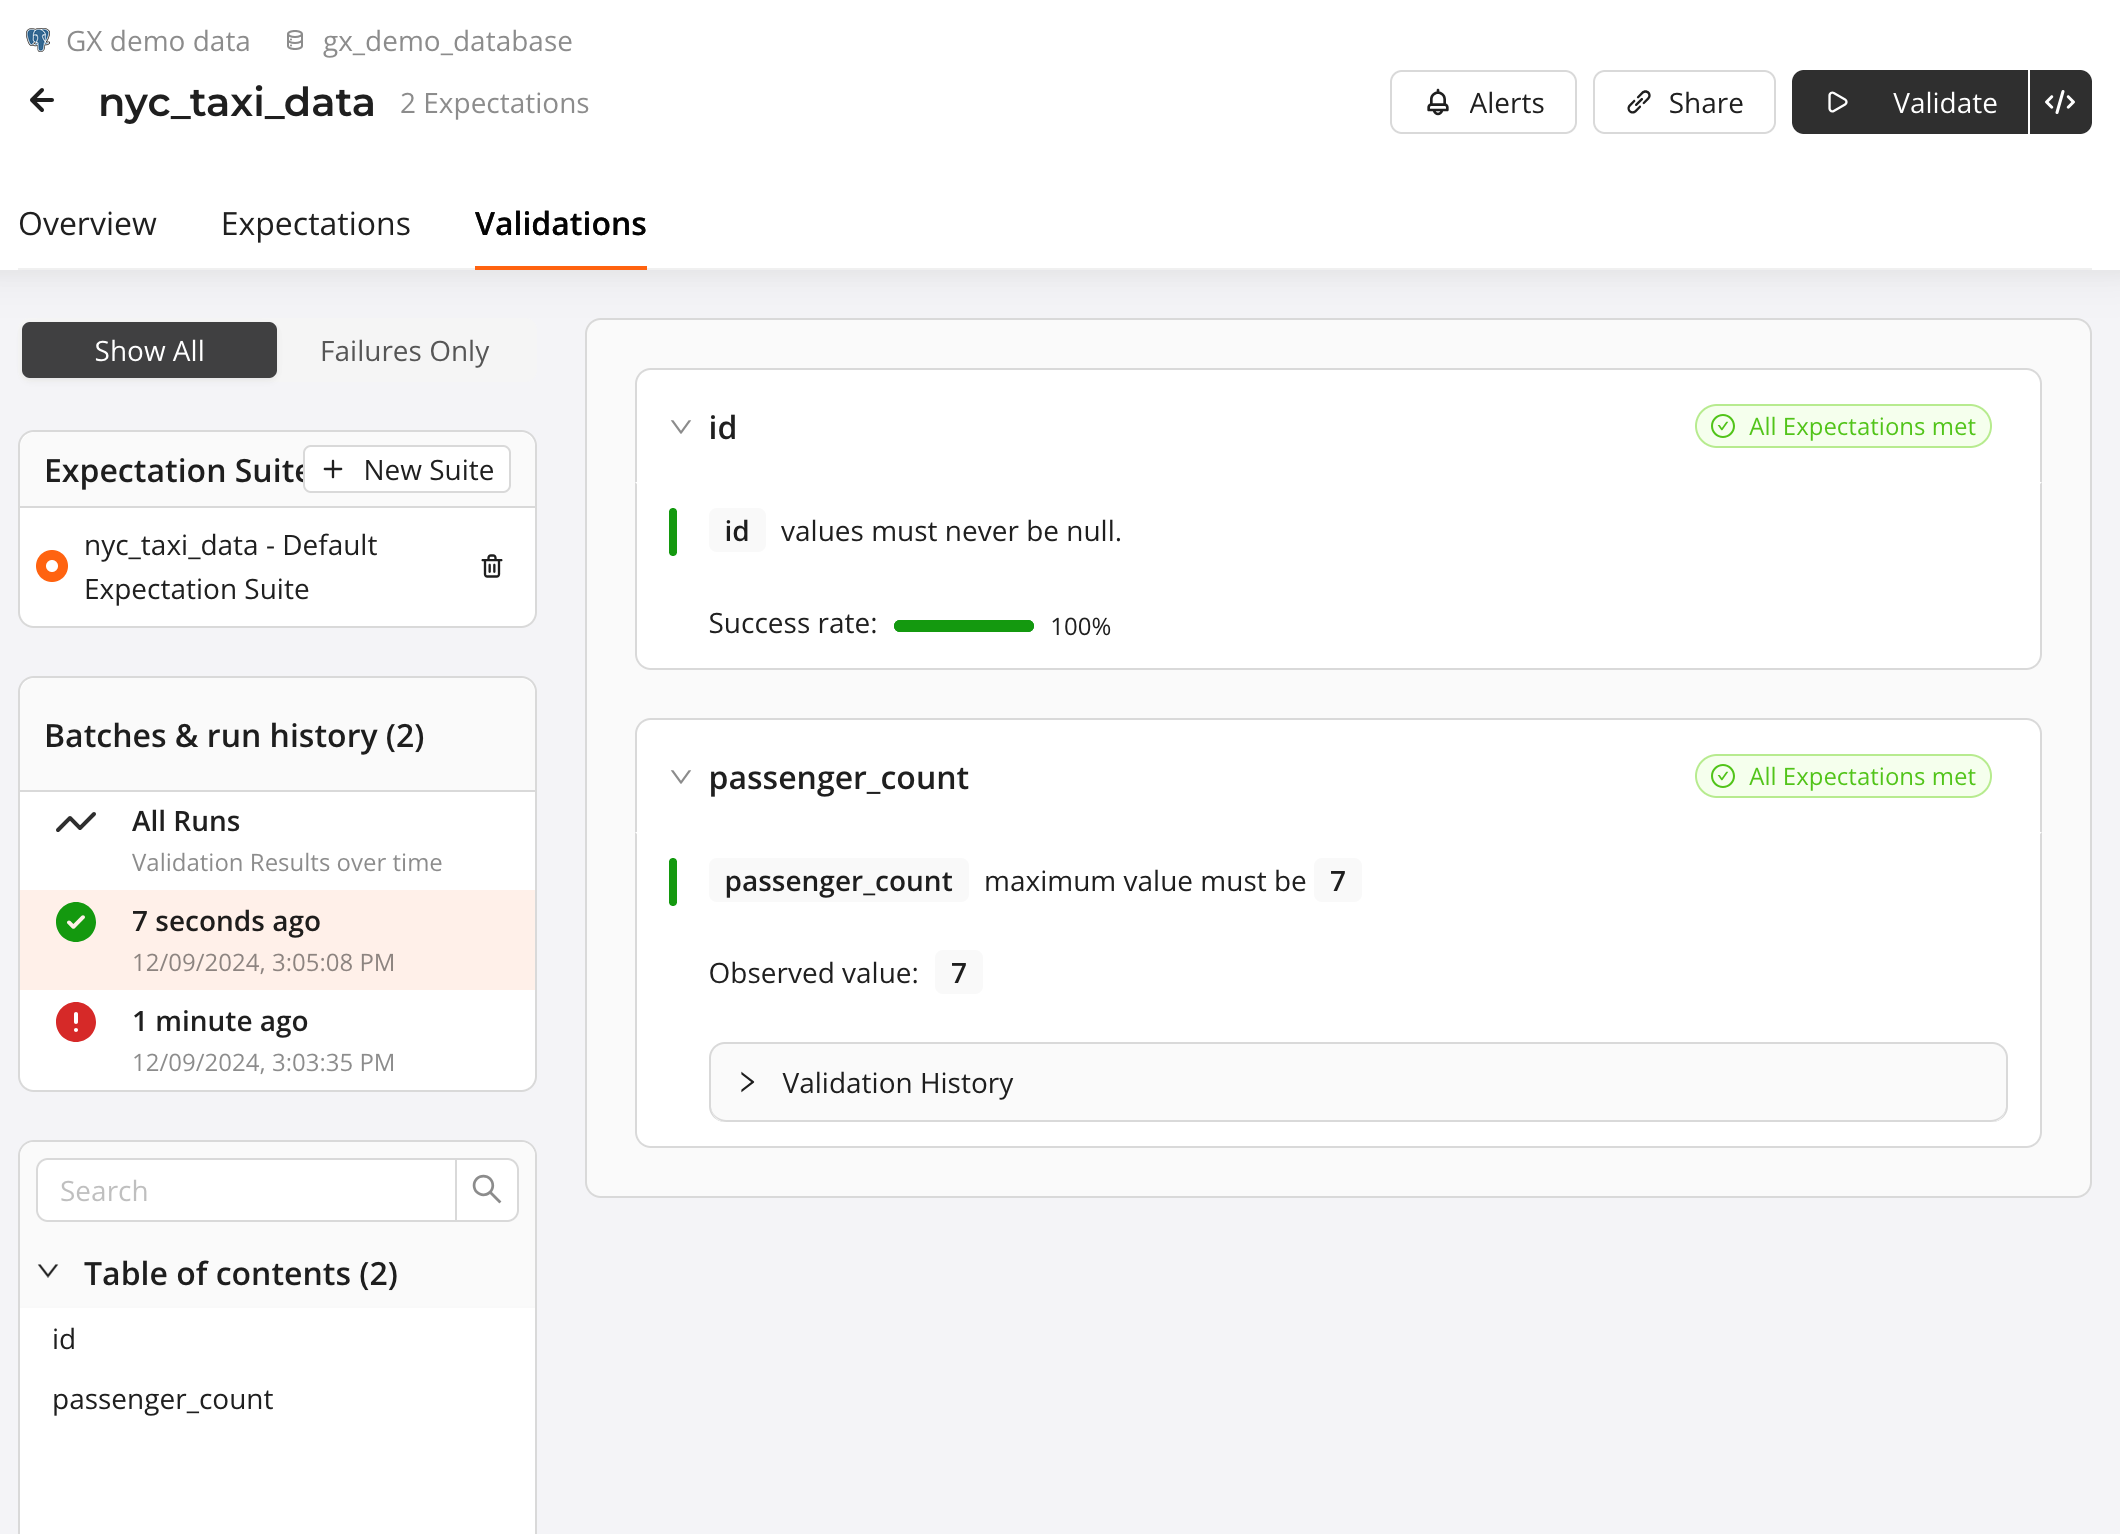 GX demo data gx_demo_database
nyc_taxi_data 2 Expectations
Alerts
Share
Validate
Overview
Expectations
Validations
Show All
Failures Only
Expectation Suite
New Suite
nyc_taxi_data - Default
Expectation Suite
Batches & run history (2)
All Runs
Validation Results over time
7 seconds ago
12/09/2024, 3:05:08 PM
1 minute ago
12/09/2024, 3:03:35 PM
Search
Table of contents (2)
id
passenger_count
id
All Expectations met
id values must never be null.
Success rate: 100%
passenger_count
All Expectations met
passenger_count maximum value must be 7
Observed value: 7
Validation History